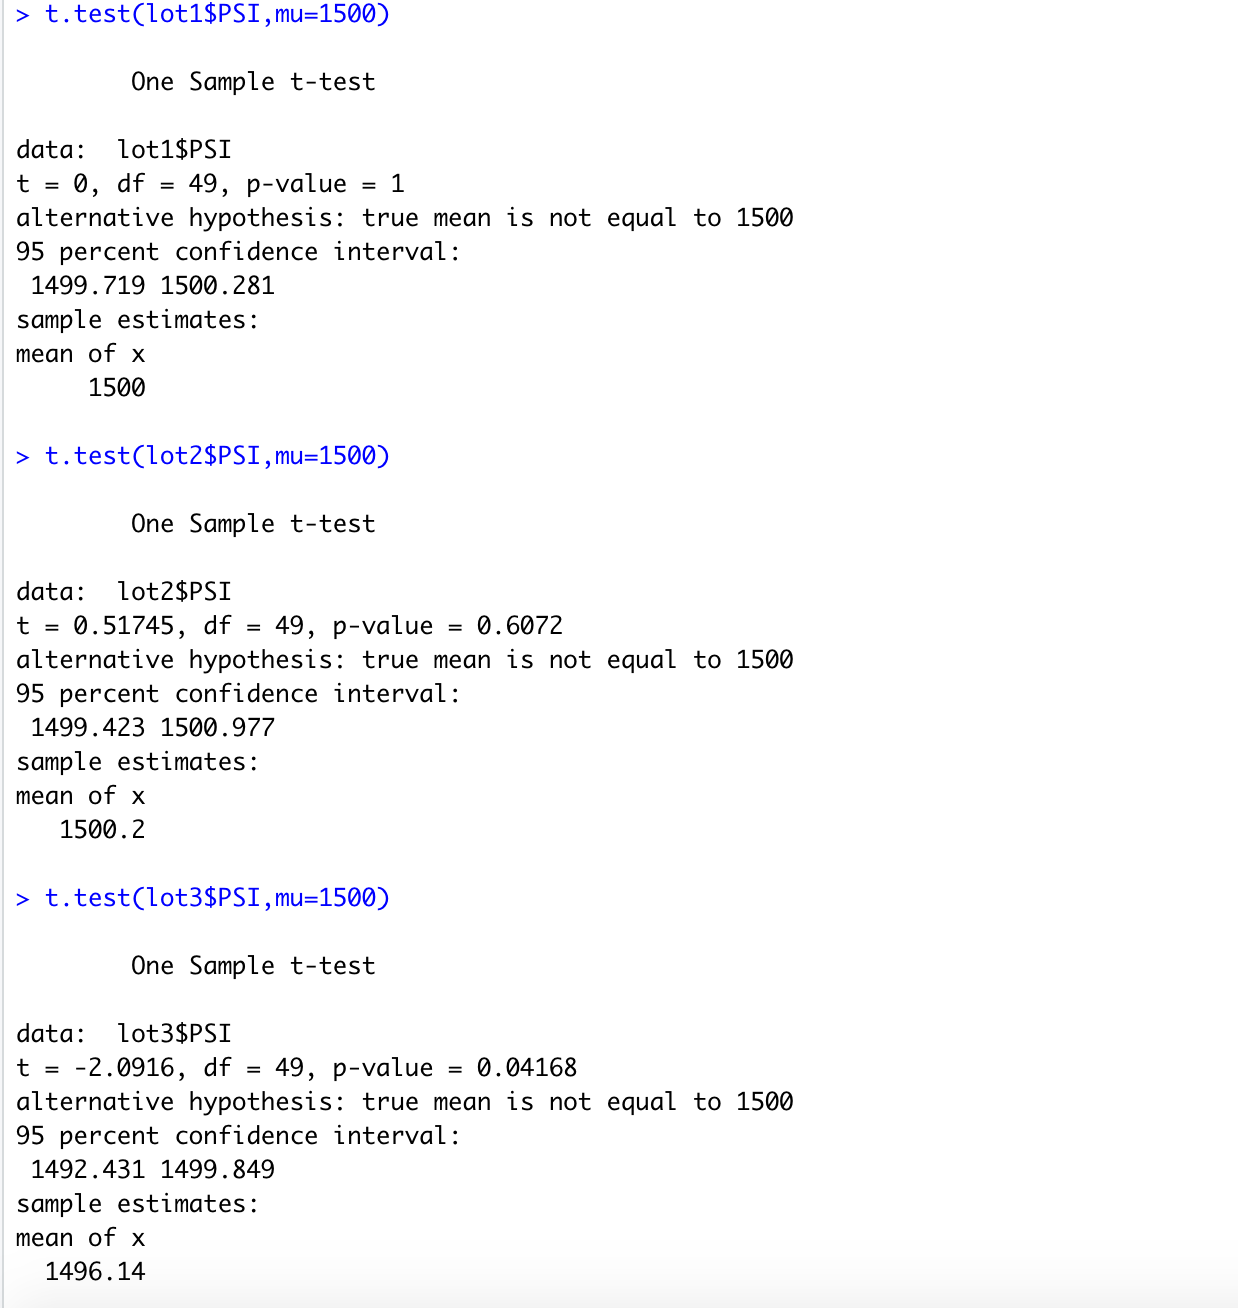 > t.test(lot1$PSI,mu=1500)
One Sample t-test
data:  lot1$PSI
t = 0, df = 49, p-value = 1
alternative hypothesis: true mean is not equal to 1500
95 percent confidence interval:
1499.719 1500.281
sample estimates:
mean of x
1500
> t.test(lot2$PSI,mu=1500)
One Sample t-test
data:  lot2$PSI
t = 0.51745, df = 49, p-value = 0.6072
alternative hypothesis: true mean is not equal to 1500
95 percent confidence interval:
1499.423 1500.977
sample estimates:
mean of x
1500.2
> t.test(lot3$PSI,mu=1500)
One Sample t-test
data:  lot3$PSI
t = -2.0916, df = 49, p-value = 0.04168
alternative hypothesis: true mean is not equal to 1500
95 percent confidence interval:
1492.431 1499.849
sample estimates:
mean of x
1496.14